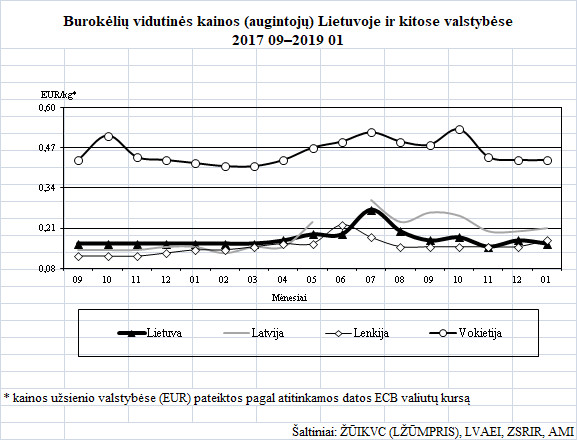 Burokėlių vidutinės kainos (augintojų) Lietuvoje ir kitose valstybėse
2017 09–2019 01
EUR/kg*
0,60
0,47
0,34
0,21
0,08
09 10 11 12 01 02 03 04 05 06 07 08 09 10 11 12 01
Mėnesiai
Lietuva Latvija Lenkija Vokietija
* kainos užsienio valstybėse (EUR) pateiktos pagal atitinkamos datos ECB valiutų kursą
Šaltiniai: ŽŪIKVC (LŽŪMPRIS), LVAEI, ZSRIR, AMI